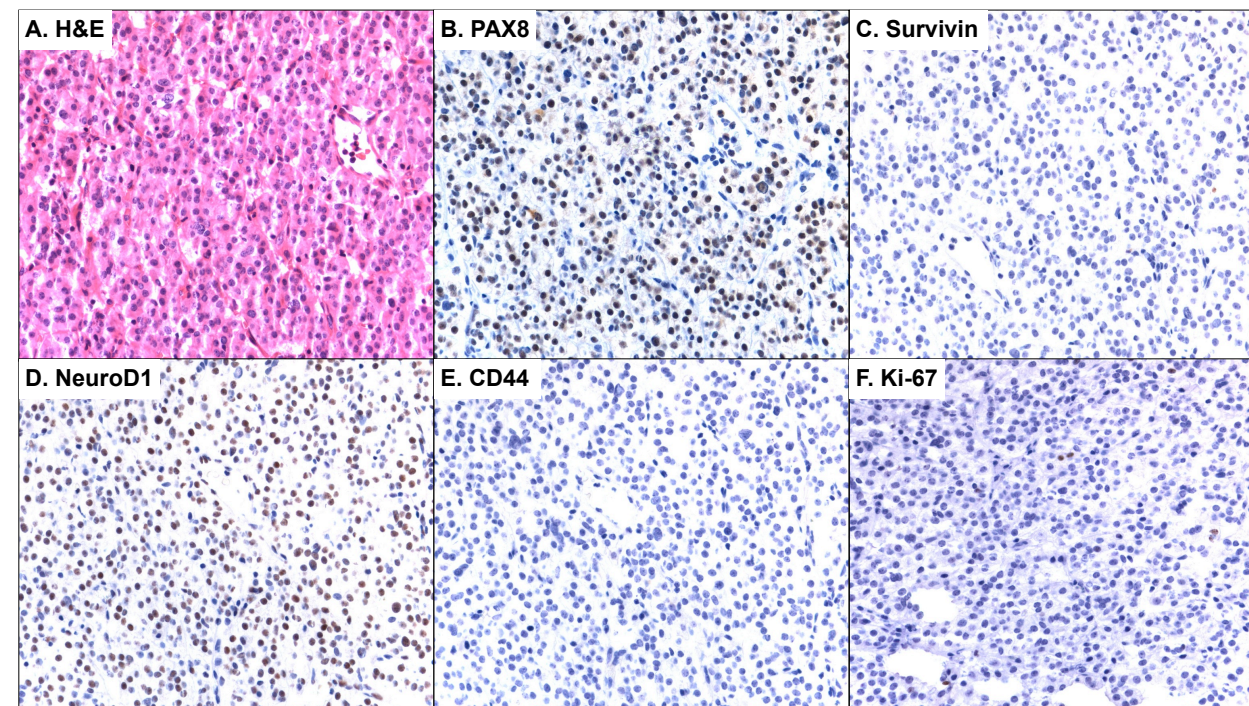 A. H&E
B. PAX8
C. Survivin
D. NeuroD1
E. CD44
F. Ki-67